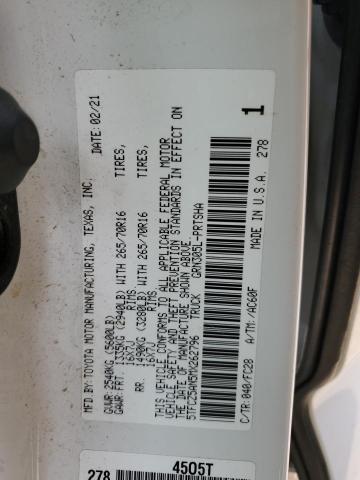 MFD.BY: TOYOTA MOTOR MANUFACTURING, TEXAS, INC. 02/21
GVWR: 2540KG (5600LB)
GAWR: FRT. 1335KG (2940LB) WITH 265/70R16 TIRES,
16X7J RIMS
RR. 1490KG (3280LB) WITH 265/70R16 TIRES,
16X7J RIMS
THIS VEHICLE CONFORMS TO ALL APPLICABLE FEDERAL MOTOR
VEHICLE SAFETY AND THEFT PREVENTION STANDARDS IN EFFECT ON
THE DATE OF MANUFACTURE SHOWN ABOVE.
5TFCZ5AN5MX262796 TRUCK GRN305L-PRTSHA
1
C/TR: 040/FC28 A/TM: /AC60F MADE IN U.S.A. 278
278 4505T